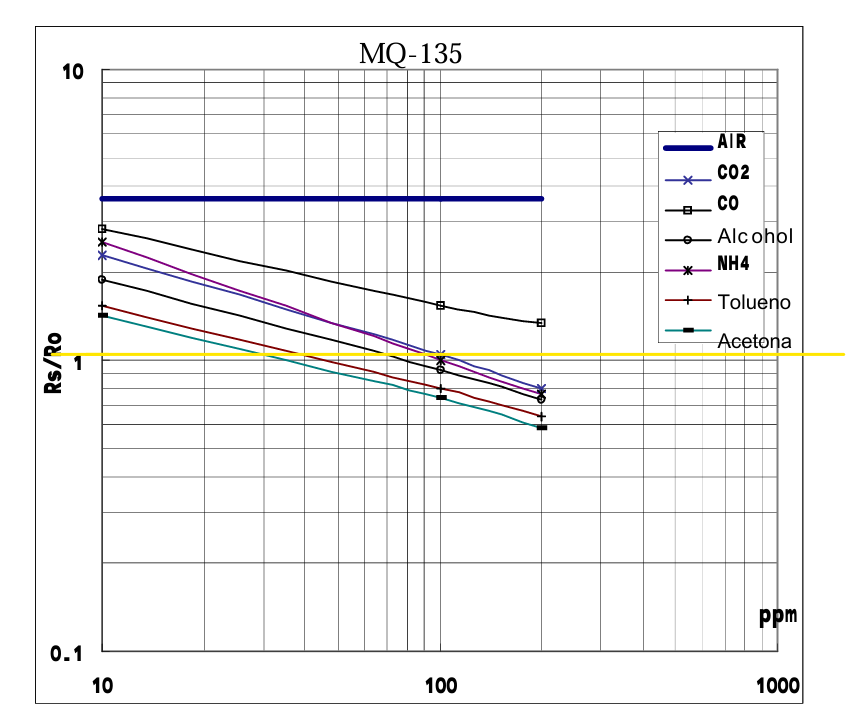 MQ-135
10
AIR
CO2
CO
Alcohol
NH4
Tolueno
Acetona
Rs/Ro
1
ppm
0.1
10
100
1000